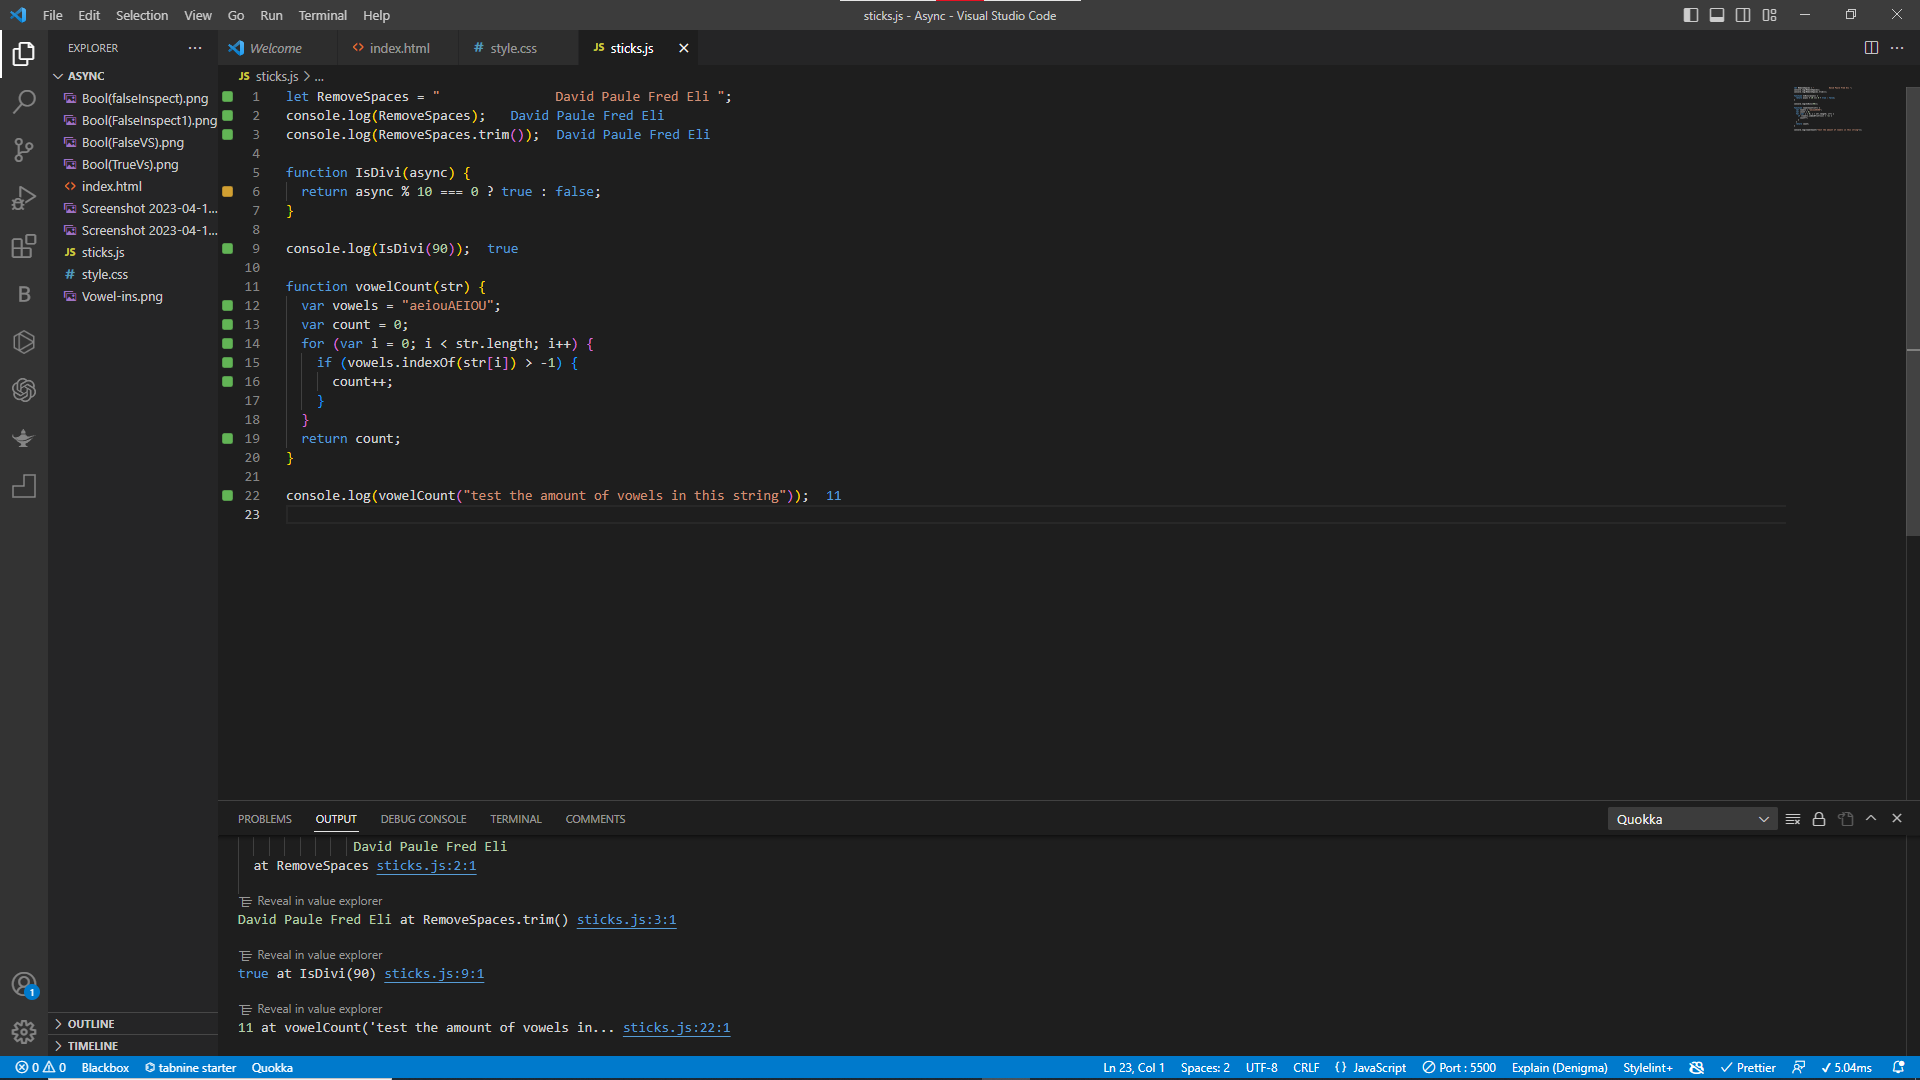 File Edit Selection View Go Run Terminal Help
sticks.js - Async - Visual Studio Code
EXPLORER
Welcome
index.html
style.css
sticks.js
ASYNC
Bool(falseInspect).png
Bool(FalseInspect1).png
Bool(FalseVS).png
Bool(TrueVs).png
index.html
Screenshot 2023-04-1...
Screenshot 2023-04-1...
JS sticks.js
# style.css
Vowel-ins.png
JS sticks.js > ...
1 let RemoveSpaces = "               David Paule Fred Eli ";
2 console.log(RemoveSpaces);   David Paule Fred Eli
3 console.log(RemoveSpaces.trim());  David Paule Fred Eli
4
5 function IsDivi(async) {
6   return async % 10 === 0 ? true : false;
7 }
8
9 console.log(IsDivi(90));  true
10
11 function vowelCount(str) {
12   var vowels = "aeiouAEIOU";
13   var count = 0;
14   for (var i = 0; i < str.length; i++) {
15     if (vowels.indexOf(str[i]) > -1) {
16       count++;
17     }
18   }
19   return count;
20 }
21
22 console.log(vowelCount("test the amount of vowels in this string"));  11
23
PROBLEMS OUTPUT DEBUG CONSOLE TERMINAL COMMENTS
Quokka
David Paule Fred Eli
at RemoveSpaces sticks.js:2:1
Reveal in value explorer
David Paule Fred Eli at RemoveSpaces.trim() sticks.js:3:1
Reveal in value explorer
true at IsDivi(90) sticks.js:9:1
Reveal in value explorer
11 at vowelCount('test the amount of vowels in... sticks.js:22:1
1
OUTLINE
TIMELINE
0 0 Blackbox tabnine starter Quokka
Ln 23, Col 1 Spaces: 2 UTF-8 CRLF {} JavaScript Port : 5500 Explain (Denigma) Stylelint+ Prettier 5.04ms